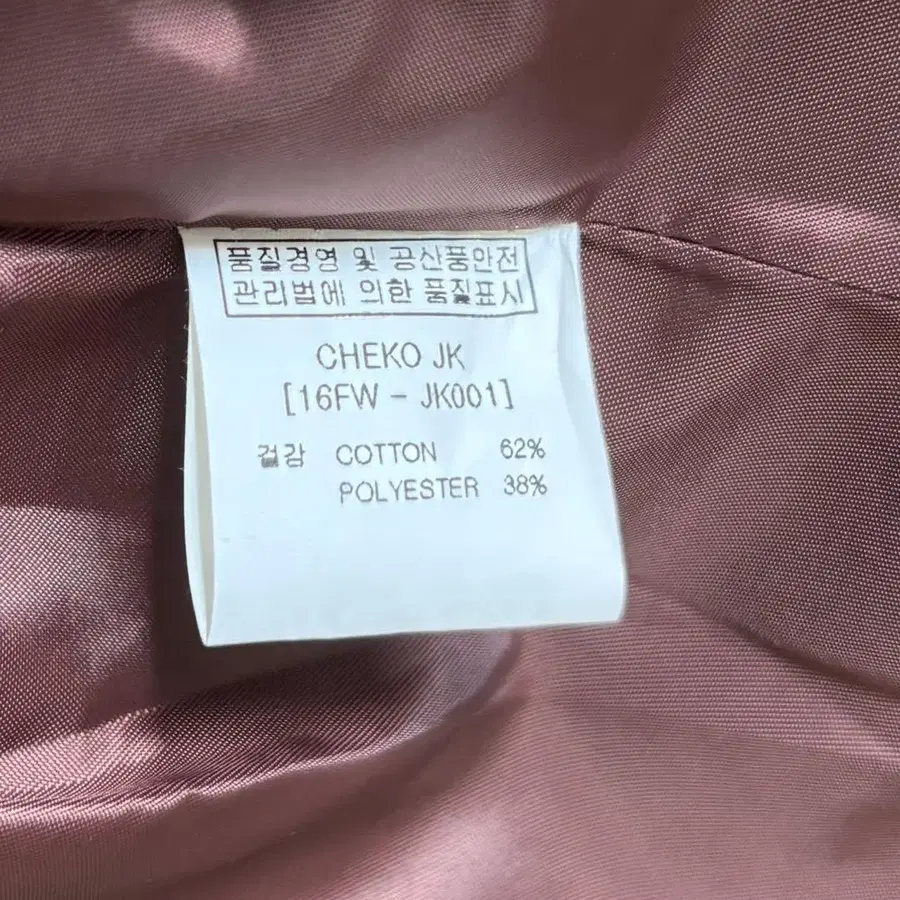 품질경영 및 공산품안전
관리법에 의한 품질표시
CHEKO JK
[16FW - JK001]
겉감 COTTON 62%
POLYESTER 38%